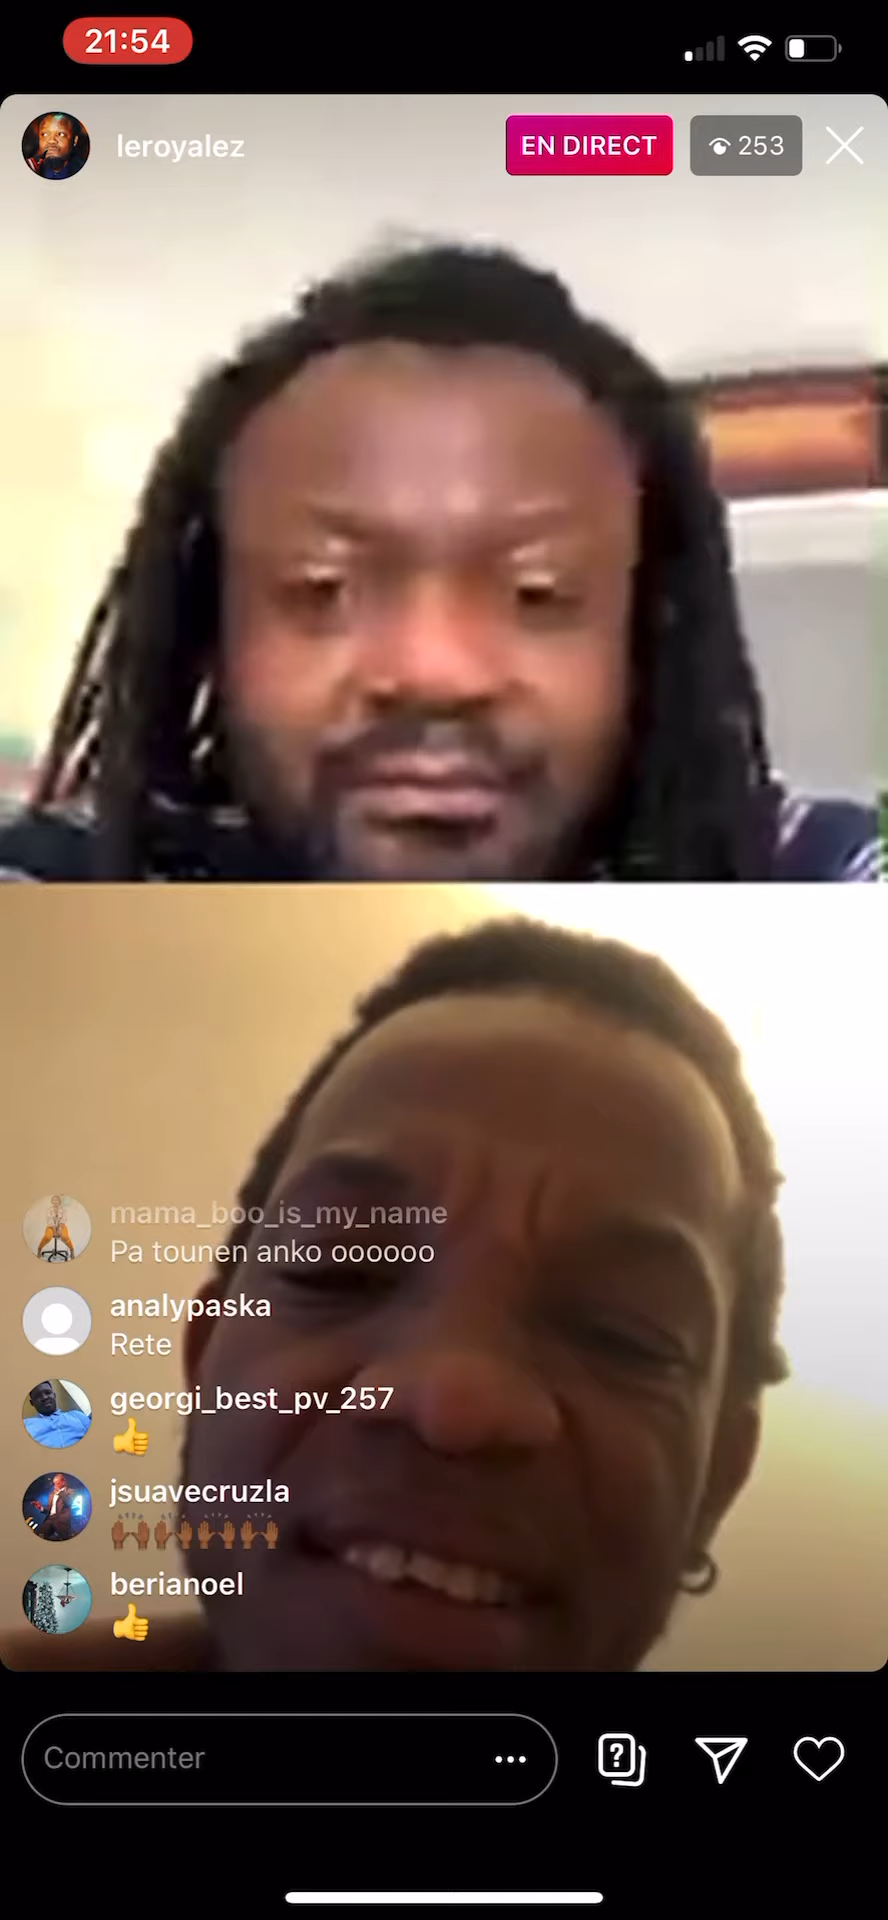 21:54
leroyalez
EN DIRECT
253
mama_boo_is_my_name
Pa tounen anko oooooo
analypaska
Rete
georgi_best_pv_257
👍
jsuavecruzla
🙌🏾🙌🏾🙌🏾🙌🏾
berianoel
👍
Commenter